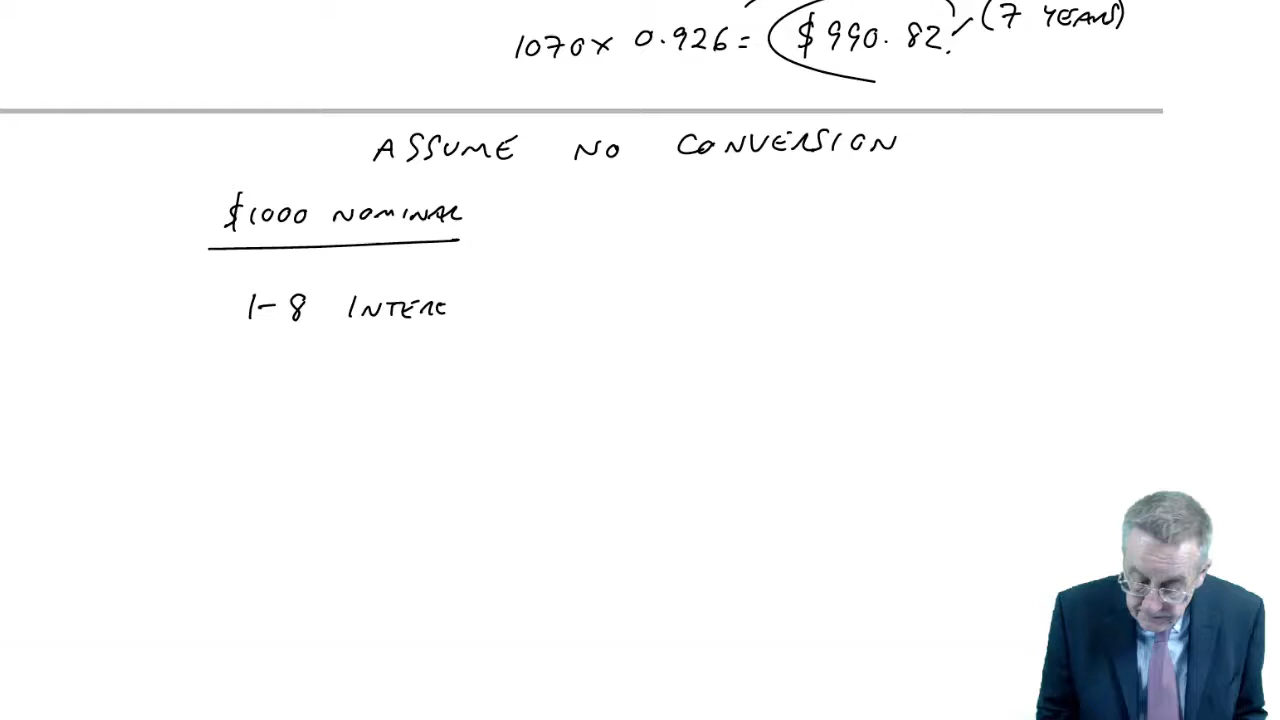 1070 x 0.926 = $990.82. (7 YEARS)
ASSUME NO CONVERSION
$1000 NOMINAL
1-8 INTERE